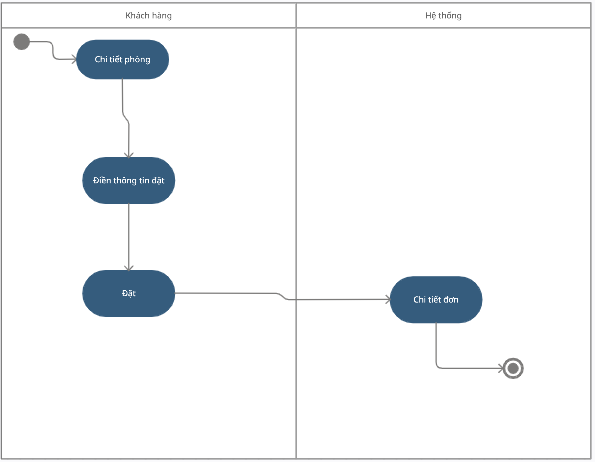 Khách hàng
Hệ thống
Chi tiết phòng
Điền thông tin đặt
Đặt
Chi tiết đơn